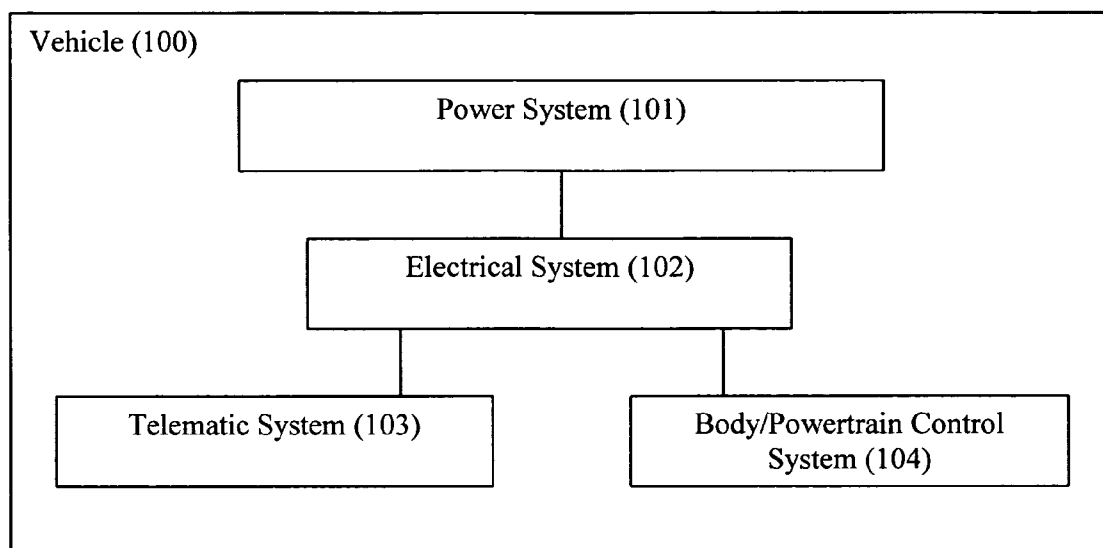 Vehicle (100)
Power System (101)
Electrical System (102)
Telematic System (103)
Body/Powertrain Control
System (104)